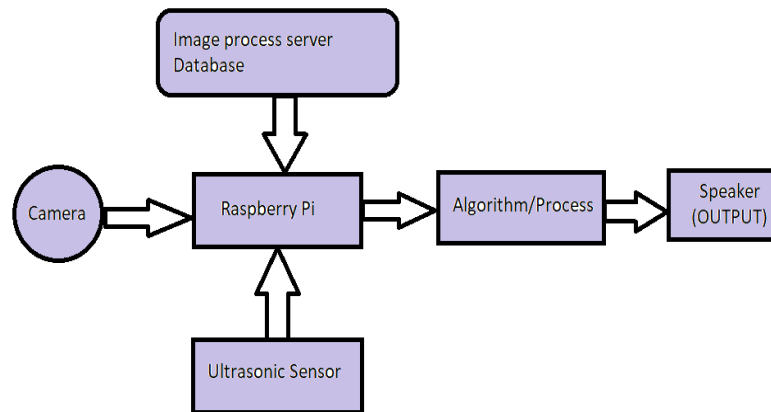 Image process server
Database
Camera
Raspberry Pi
Algorithm/Process
Speaker
(OUTPUT)
Ultrasonic Sensor